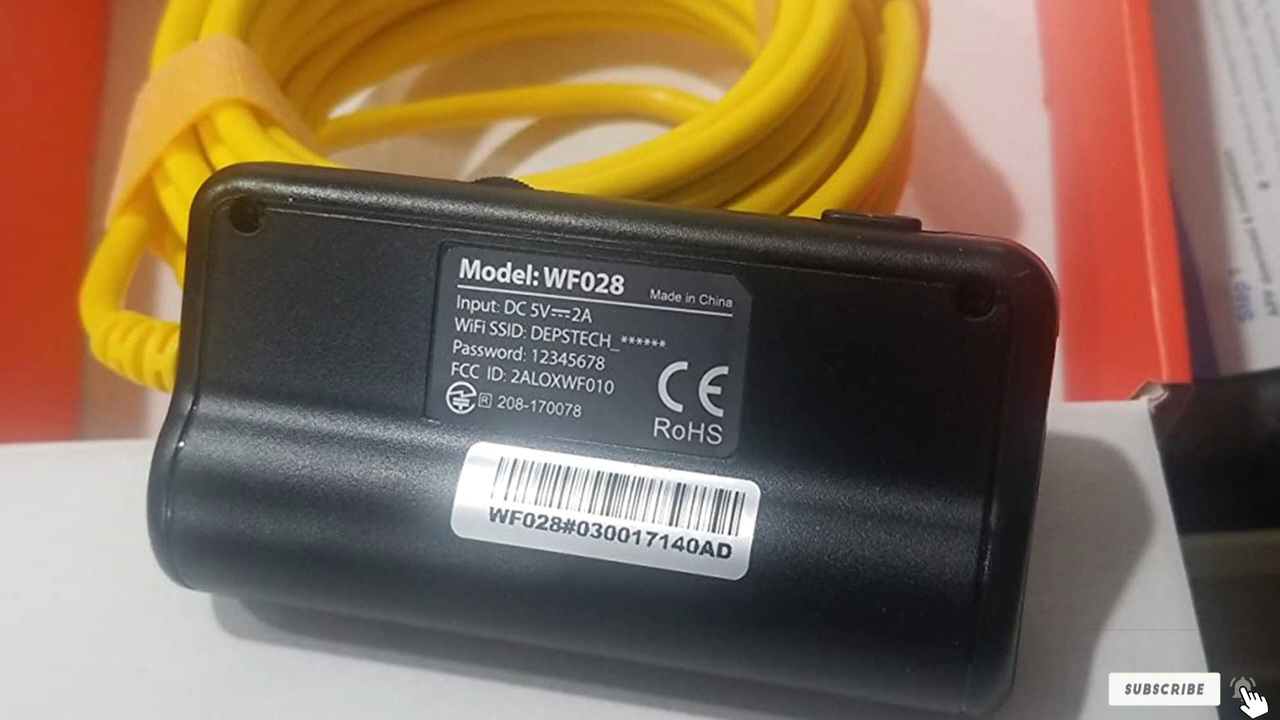 Model: WF028
Made in China
Input: DC 5V⎓2A
WiFi SSID: DEPSTECH_******
Password: 12345678
FCC ID: 2ALOXWF010
R 208-170078
CE
RoHS
WF028#030017140AD
SUBSCRIBE